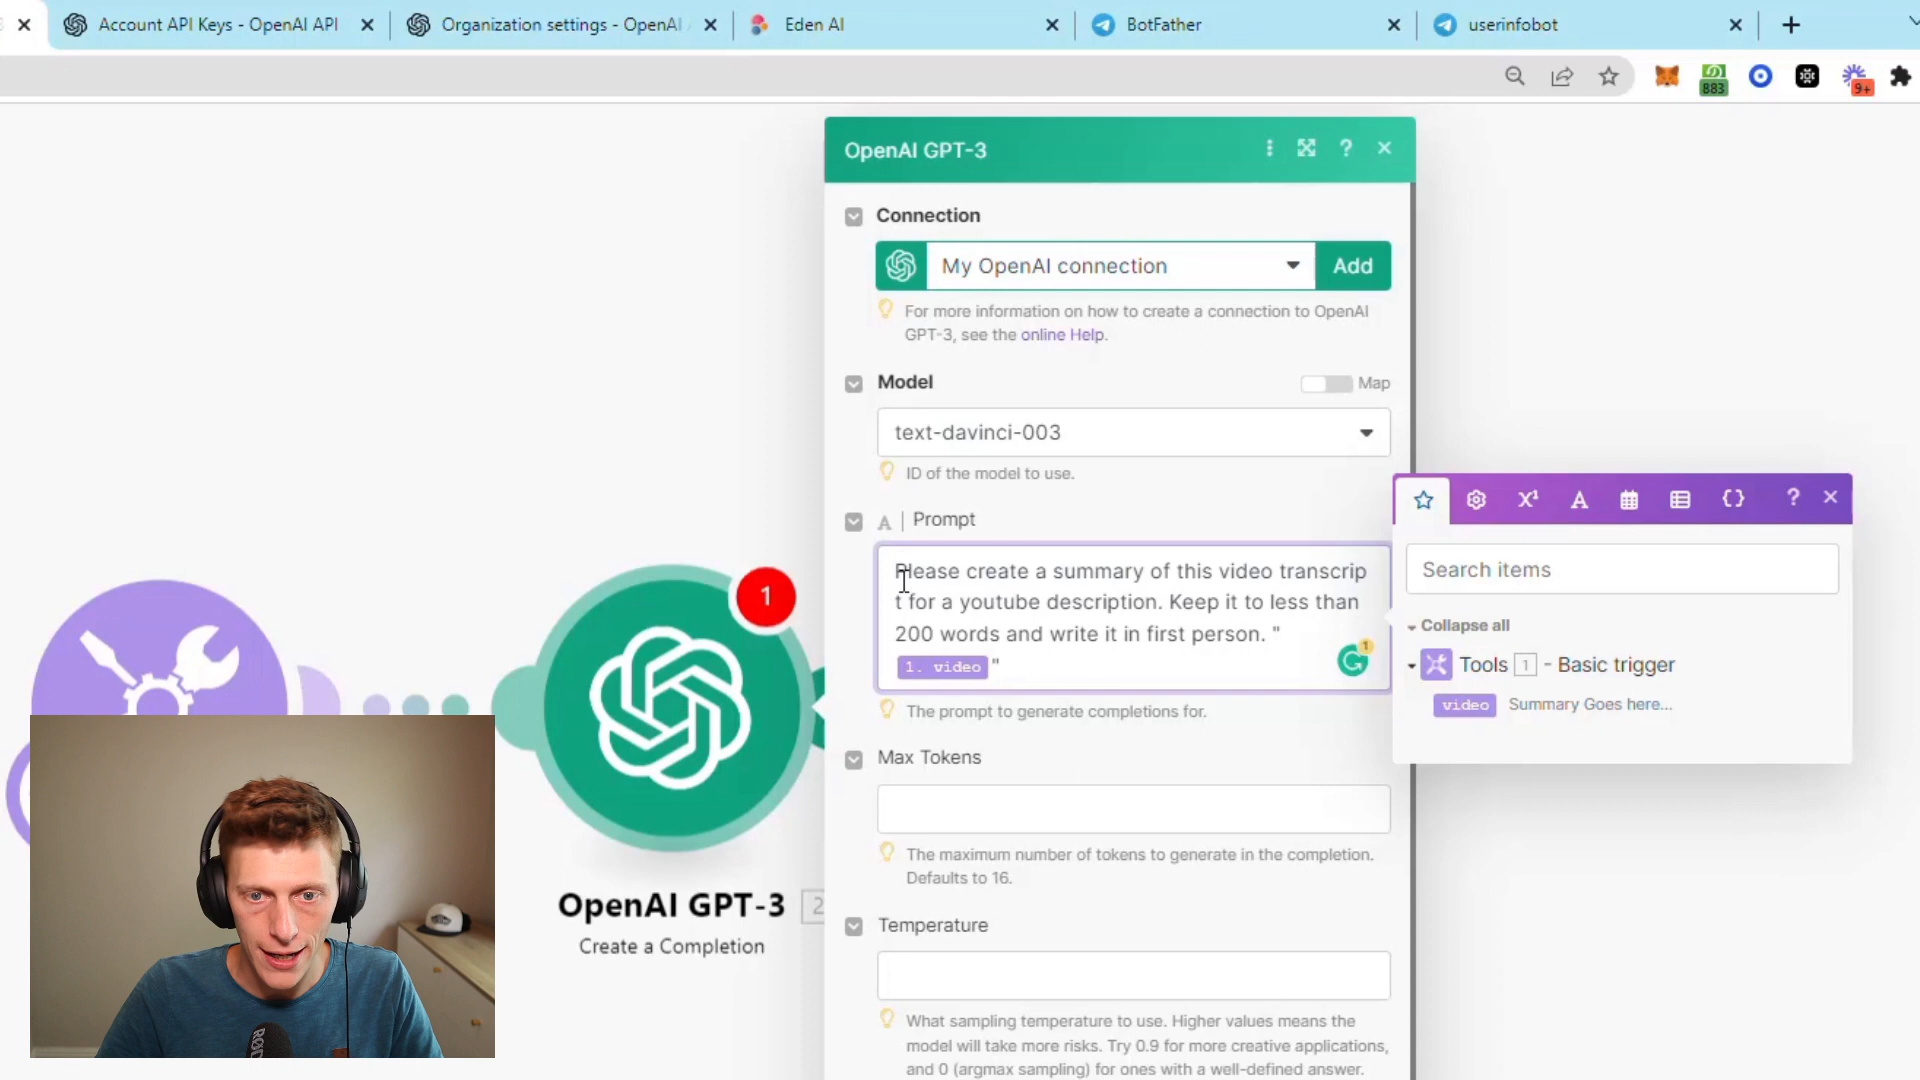 Account API Keys - OpenAI API
Organization settings - OpenAI
Eden AI
BotFather
userinfobot
883
9+
OpenAI GPT-3
?
Connection
My OpenAI connection
Add
For more information on how to create a connection to OpenAI
GPT-3, see the online Help.
Model
Map
text-davinci-003
ID of the model to use.
A | Prompt
Please create a summary of this video transcrip
t for a youtube description. Keep it to less than
200 words and write it in first person. "
1. video "
1
The prompt to generate completions for.
Max Tokens
The maximum number of tokens to generate in the completion.
Defaults to 16.
Temperature
What sampling temperature to use. Higher values means the
model will take more risks. Try 0.9 for more creative applications,
and 0 (argmax sampling) for ones with a well-defined answer.
X¹ A {} ?
Search items
Collapse all
Tools 1 - Basic trigger
video Summary Goes here...
1
OpenAI GPT-3 2
Create a Completion